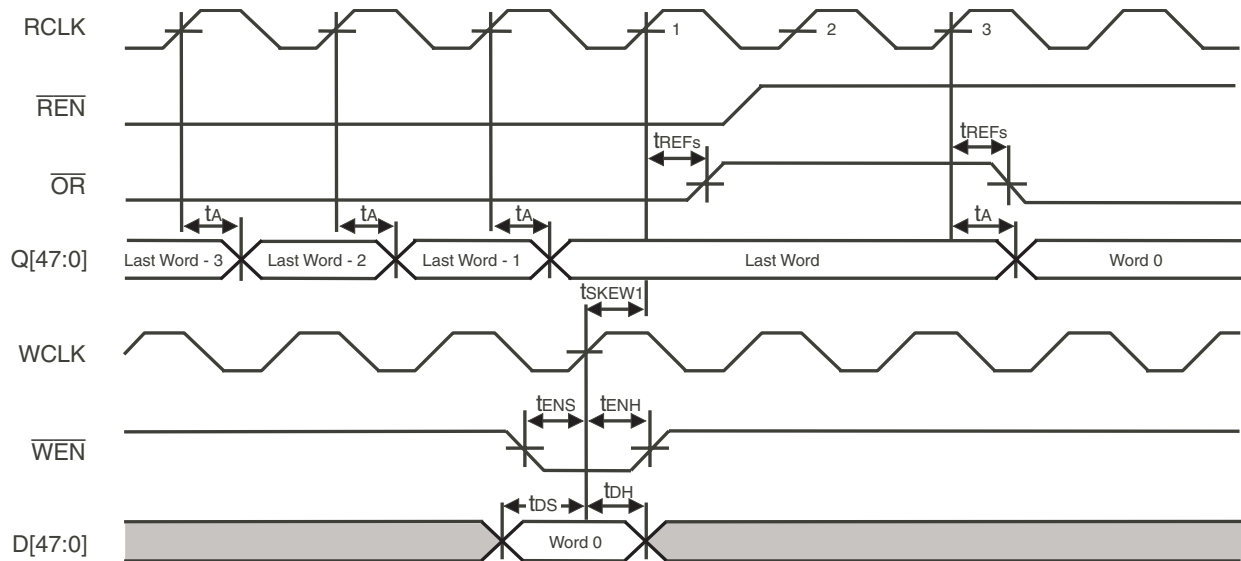 RCLK 1 2 3
REN
tREFs tREFs
OR
tA tA tA tA
Q[47:0] Last Word - 3 Last Word - 2 Last Word - 1 Last Word Word 0
tSKEW1
WCLK
tENS tENH
WEN
tDS tDH
D[47:0] Word 0